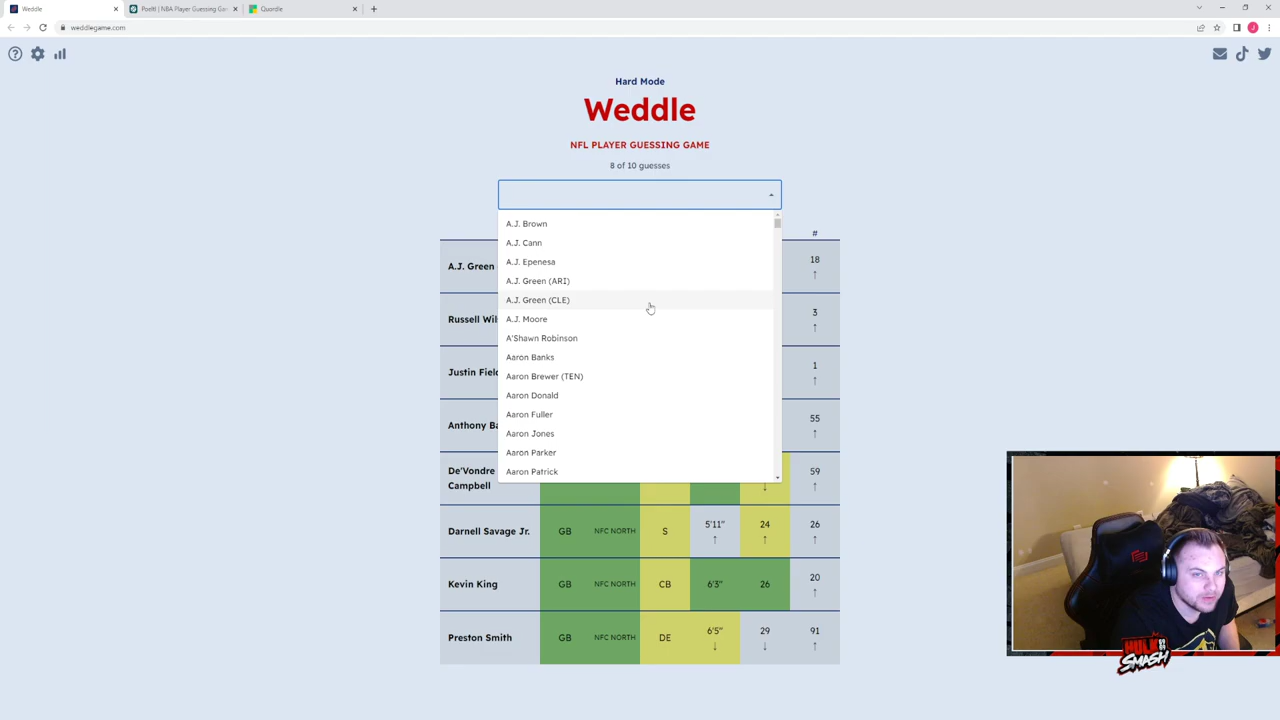 Weddle
Poeltl | NBA Player Guessing Gam
Quordle
weddlegame.com
Hard Mode
Weddle
NFL PLAYER GUESSING GAME
8 of 10 guesses
A.J. Brown
A.J. Cann
A.J. Epenesa
A.J. Green (ARI)
A.J. Green (CLE)
A.J. Moore
A'Shawn Robinson
Aaron Banks
Aaron Brewer (TEN)
Aaron Donald
Aaron Fuller
Aaron Jones
Aaron Parker
Aaron Patrick
#
A.J. Green 18 ↑
Russell Wil 3 ↑
Justin Field 1 ↑
Anthony Ba 55 ↑
De'Vondre
Campbell ↓ 59 ↑
Darnell Savage Jr. GB NFC NORTH S 5'11" ↑ 24 ↑ 26 ↑
Kevin King GB NFC NORTH CB 6'3" 26 20 ↑
Preston Smith GB NFC NORTH DE 6'5" ↓ 29 ↓ 91 ↑
J
HULK
SMASH